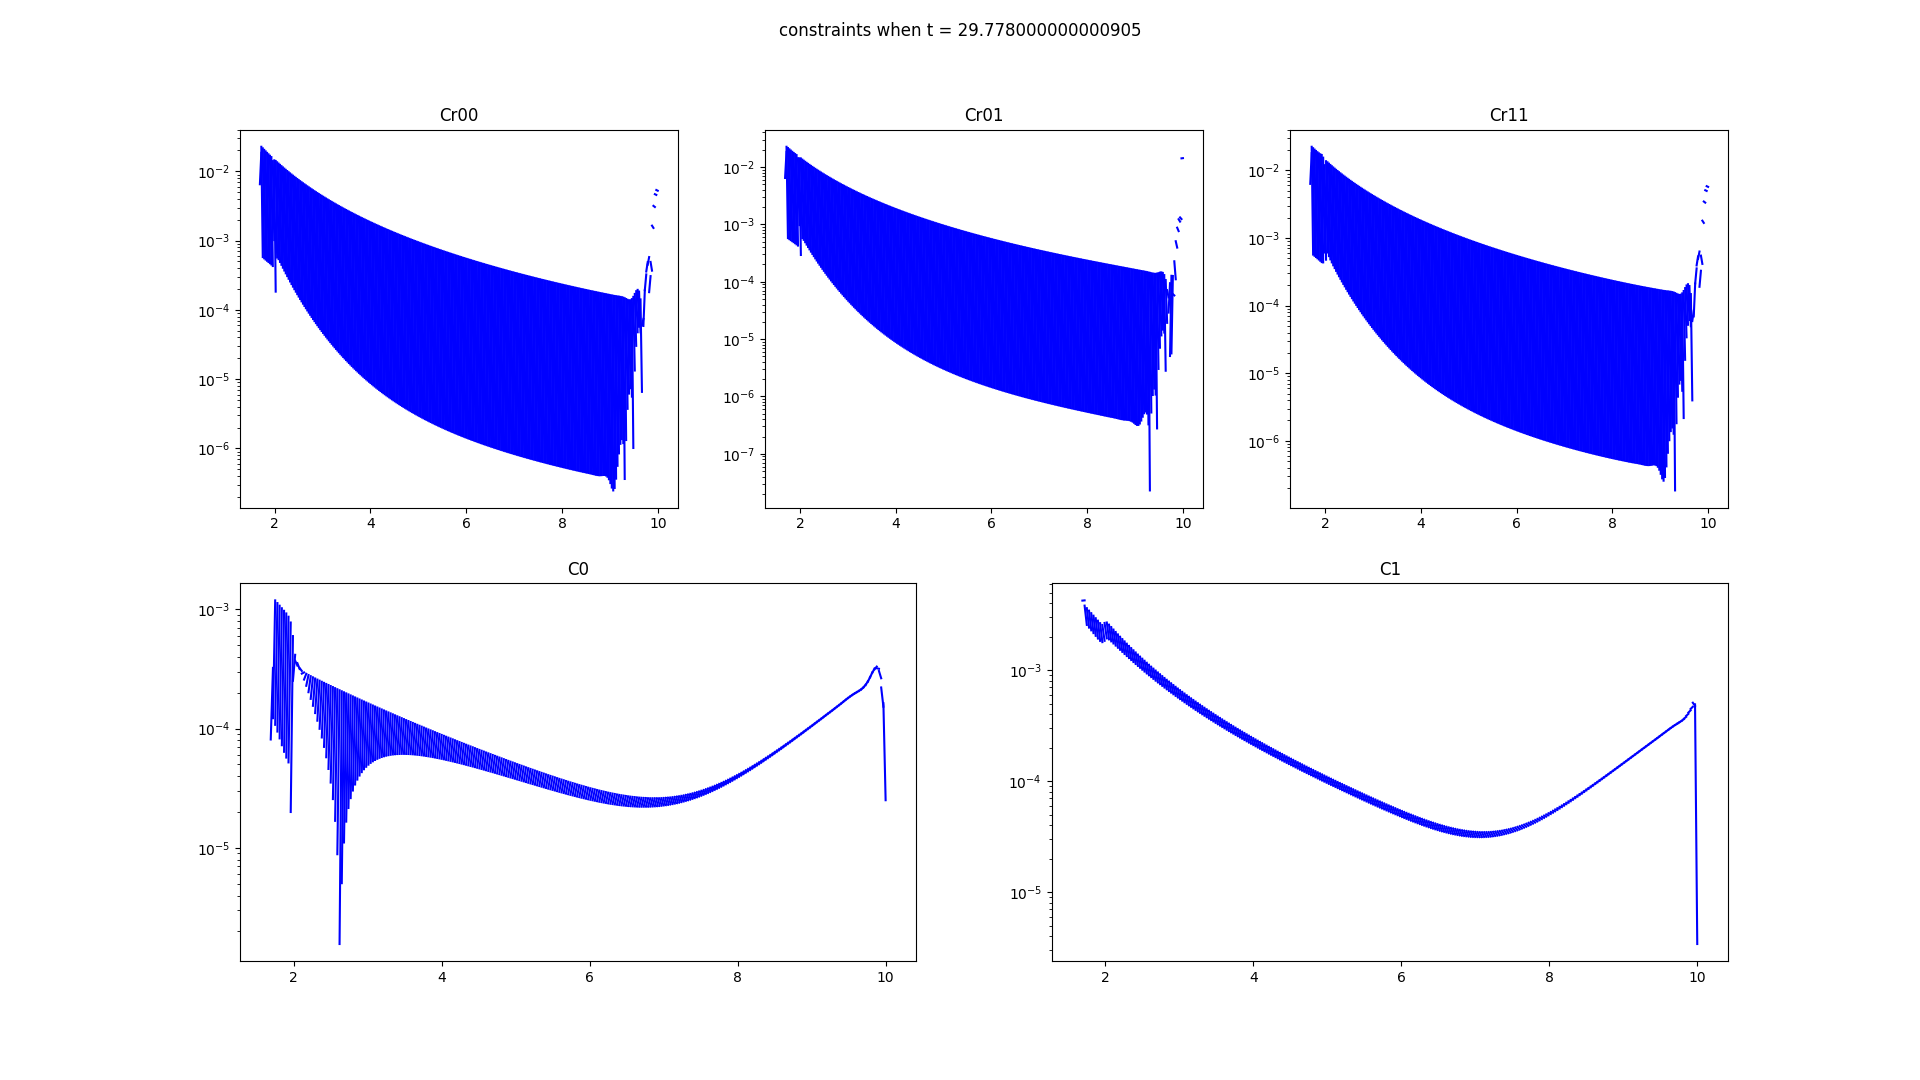 constraints when t = 29.778000000000905
Cr00 Cr01 Cr11
10⁻² 10⁻² 10⁻²
10⁻³ 10⁻³ 10⁻³
10⁻⁴ 10⁻⁴ 10⁻⁴
10⁻⁵ 10⁻⁵ 10⁻⁵
10⁻⁶ 10⁻⁶ 10⁻⁶
10⁻⁷
2 4 6 8 10 2 4 6 8 10 2 4 6 8 10
C0 C1
10⁻³ 10⁻³
10⁻⁴ 10⁻⁴
10⁻⁵ 10⁻⁵
2 4 6 8 10 2 4 6 8 10